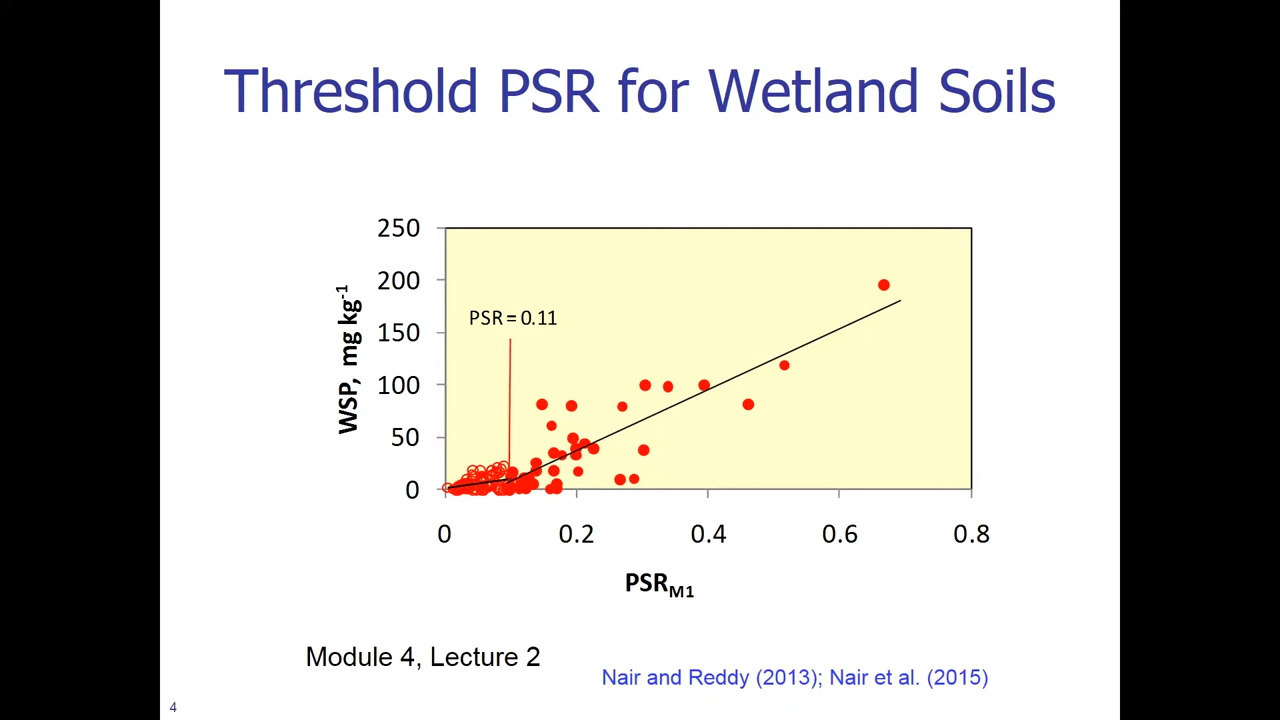 Threshold PSR for Wetland Soils
250
200
150
100
50
0
WSP, mg kg-1
PSR = 0.11
0 0.2 0.4 0.6 0.8
PSRM1
Module 4, Lecture 2
Nair and Reddy (2013); Nair et al. (2015)
4